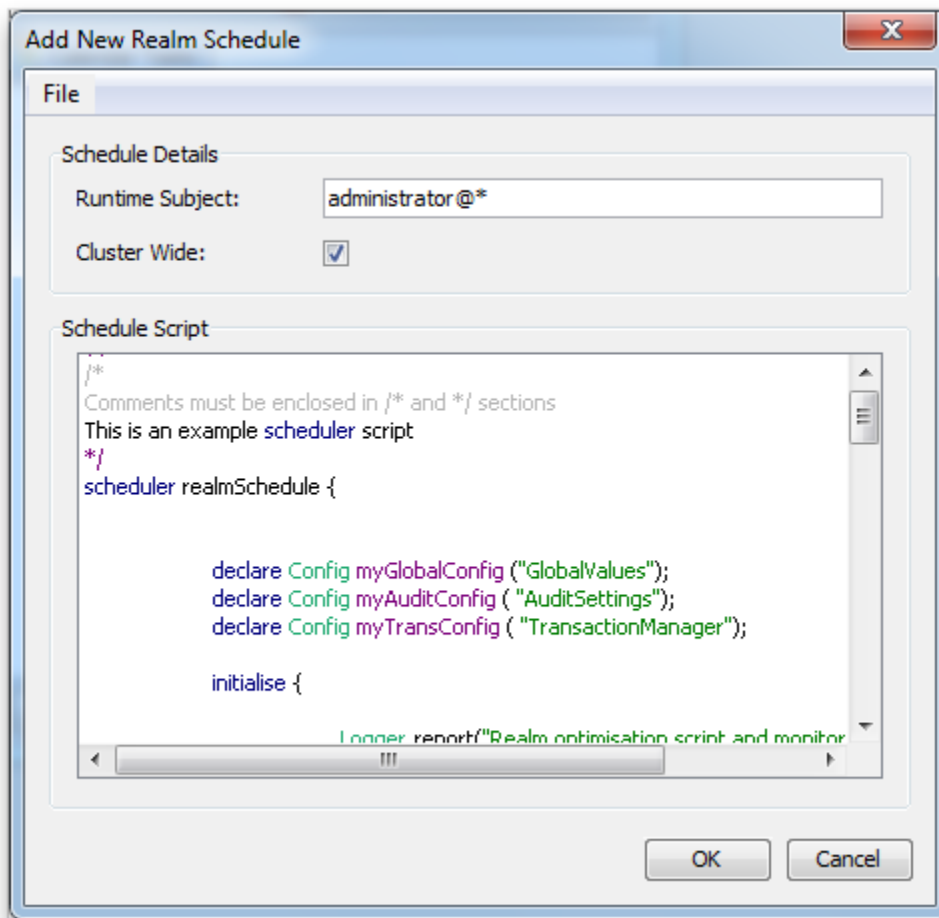 Add New Realm Schedule
File
Schedule Details
Runtime Subject: administrator@*
Cluster Wide:
Schedule Script
/*
Comments must be enclosed in /* and */ sections
This is an example scheduler script
*/
scheduler realmSchedule {
declare Config myGlobalConfig ("GlobalValues");
declare Config myAuditConfig ( "AuditSettings");
declare Config myTransConfig ( "TransactionManager");
initialise {
Logger.report("Realm optimisation script and monitor
OK Cancel